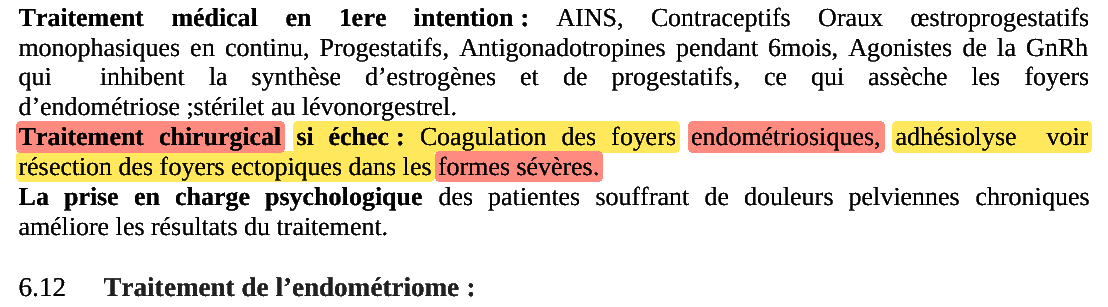 Traitement médical en 1ere intention : AINS, Contraceptifs Oraux œstroprogestatifs
monophasiques en continu, Progestatifs, Antigonadotropines pendant 6mois, Agonistes de la GnRh
qui inhibent la synthèse d’estrogènes et de progestatifs, ce qui assèche les foyers
d’endométriose ;stérilet au lévonorgestrel.
Traitement chirurgical si échec : Coagulation des foyers endométriosiques, adhésiolyse voir
résection des foyers ectopiques dans les formes sévères.
La prise en charge psychologique des patientes souffrant de douleurs pelviennes chroniques
améliore les résultats du traitement.
6.12 Traitement de l’endométriome :